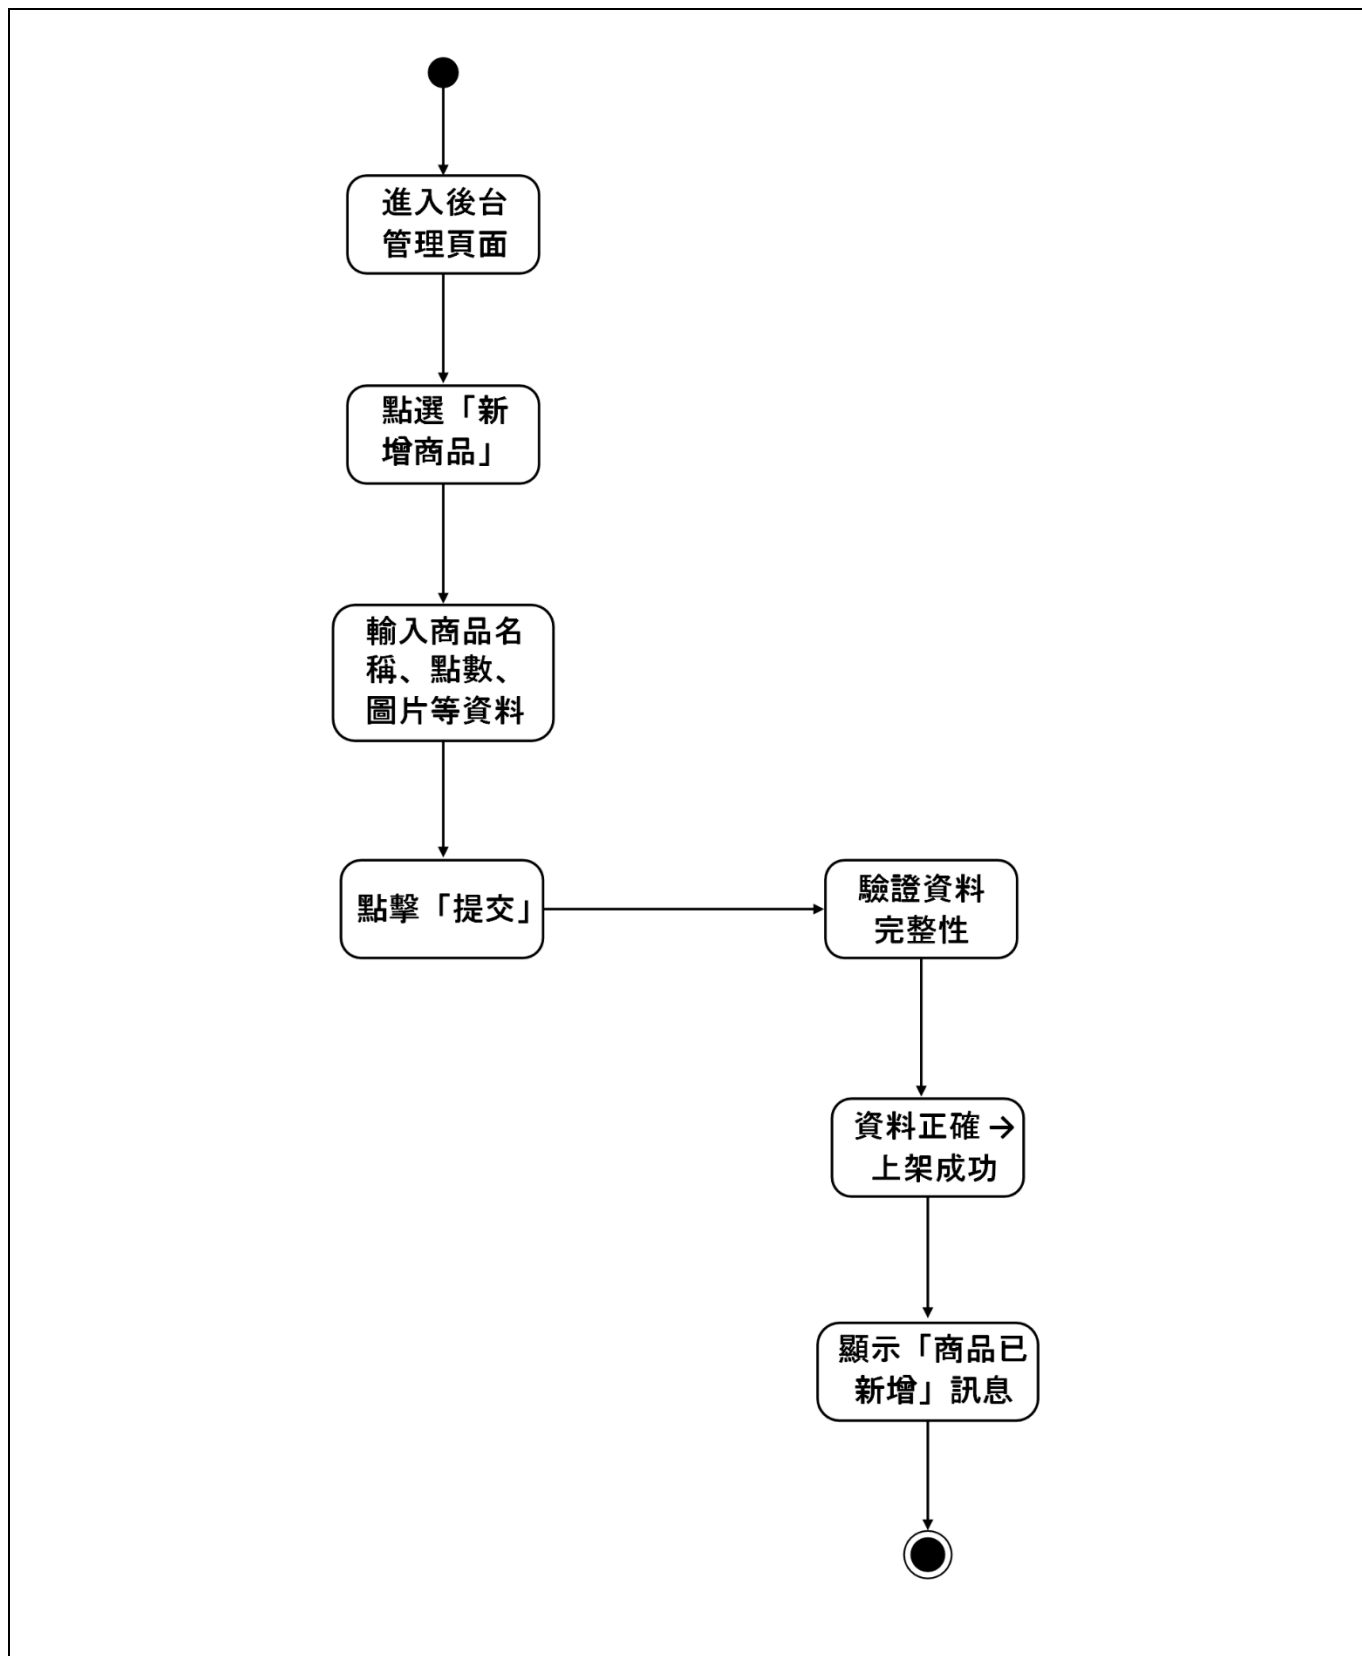 進入後台
管理頁面
點選「新
增商品」
輸入商品名
稱、點數、
圖片等資料
點擊「提交」
驗證資料
完整性
資料正確→
上架成功
顯示「商品已
新增」訊息